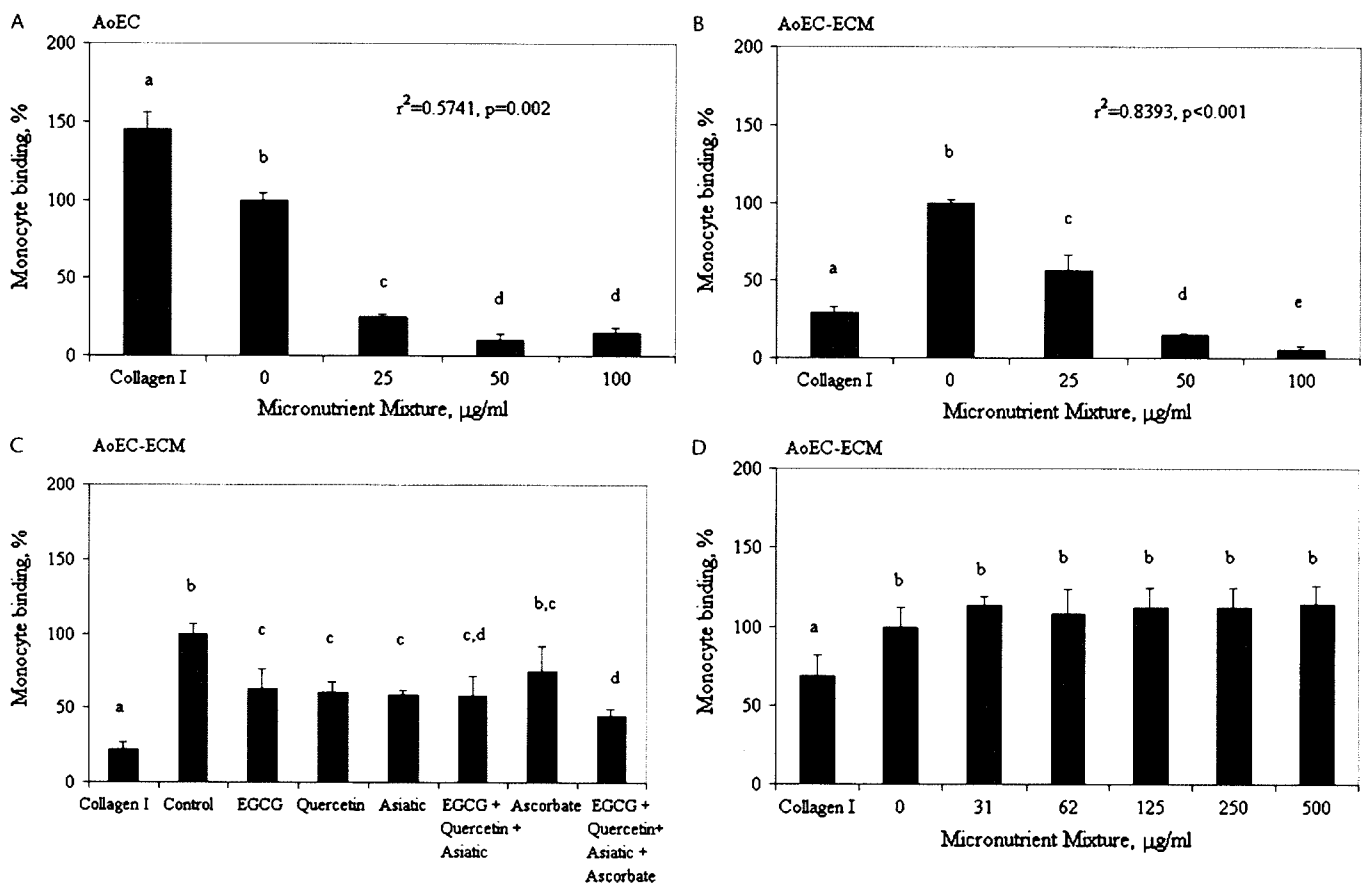 A AoEC
200
150
100
50
0
Monocyte binding, %
a
b
c
d
d
r²=0.5741, p=0.002
Collagen I 0 25 50 100
Micronutrient Mixture, µg/ml
B AoEC-ECM
200
150
100
50
0
Monocyte binding, %
a
b
c
d
e
r²=0.8393, p<0.001
Collagen I 0 25 50 100
Micronutrient Mixture, µg/ml
C AoEC-ECM
200
150
100
50
0
Monocyte binding, %
a
b
c
c
c
c,d
b,c
d
Collagen I Control EGCG Quercetin Asiatic EGCG + Ascorbate EGCG +
Quercetin + Quercetin+
Asiatic Asiatic +
Ascorbate
D AoEC-ECM
200
150
100
50
0
Monocyte binding, %
a
b
b
b
b
b
b
Collagen I 0 31 62 125 250 500
Micronutrient Mixture, µg/ml